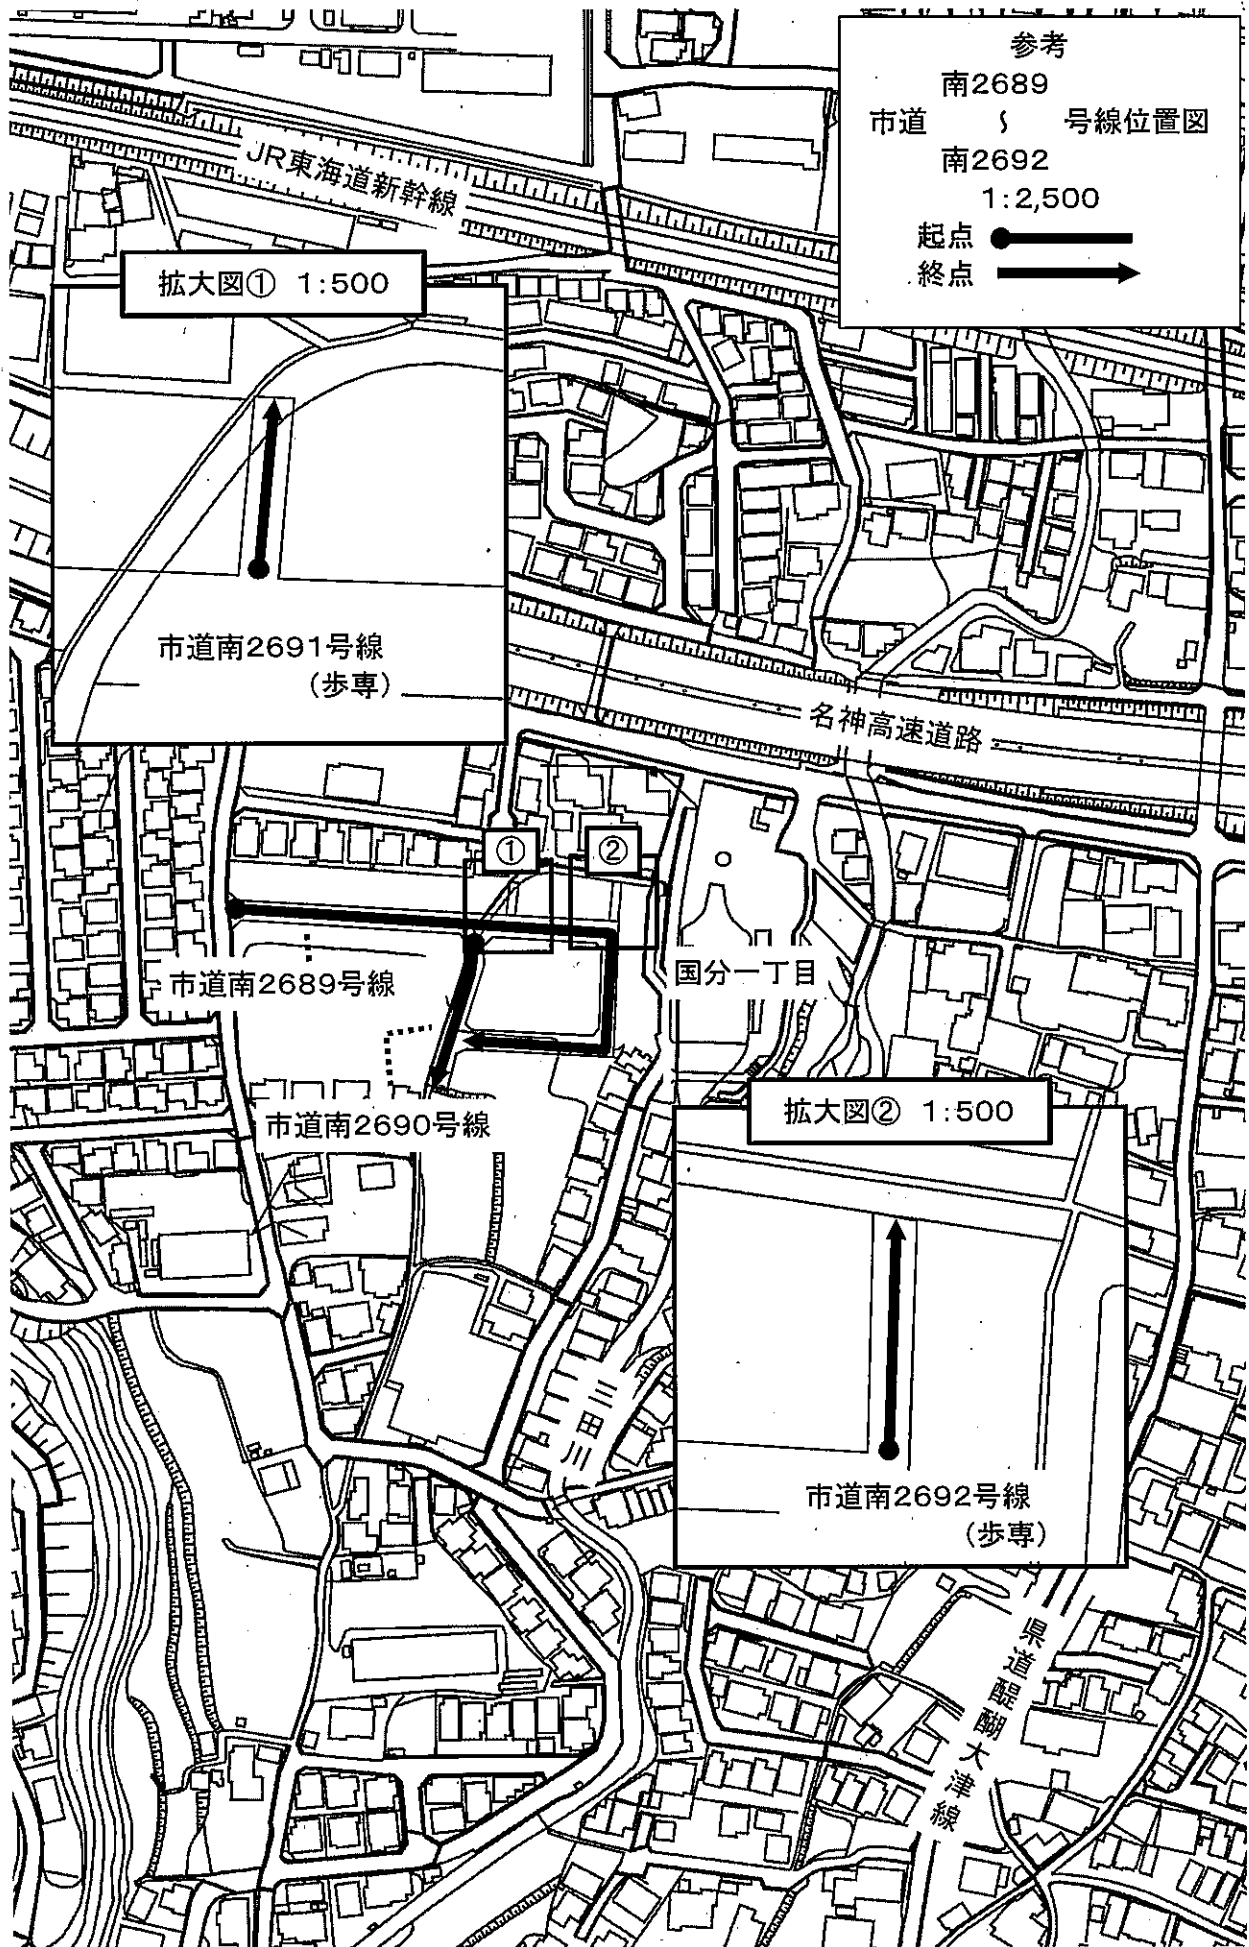 参考
南2689
市道 ～ 号線位置図
南2692
1:2,500
起点
終点
JR東海道新幹線
拡大図① 1:500
市道南2691号線
(歩専)
名神高速道路
①
②
市道南2689号線
国分一丁目
市道南2690号線
拡大図② 1:500
市道南2692号線
(歩専)
三田川
県道醍醐大津線